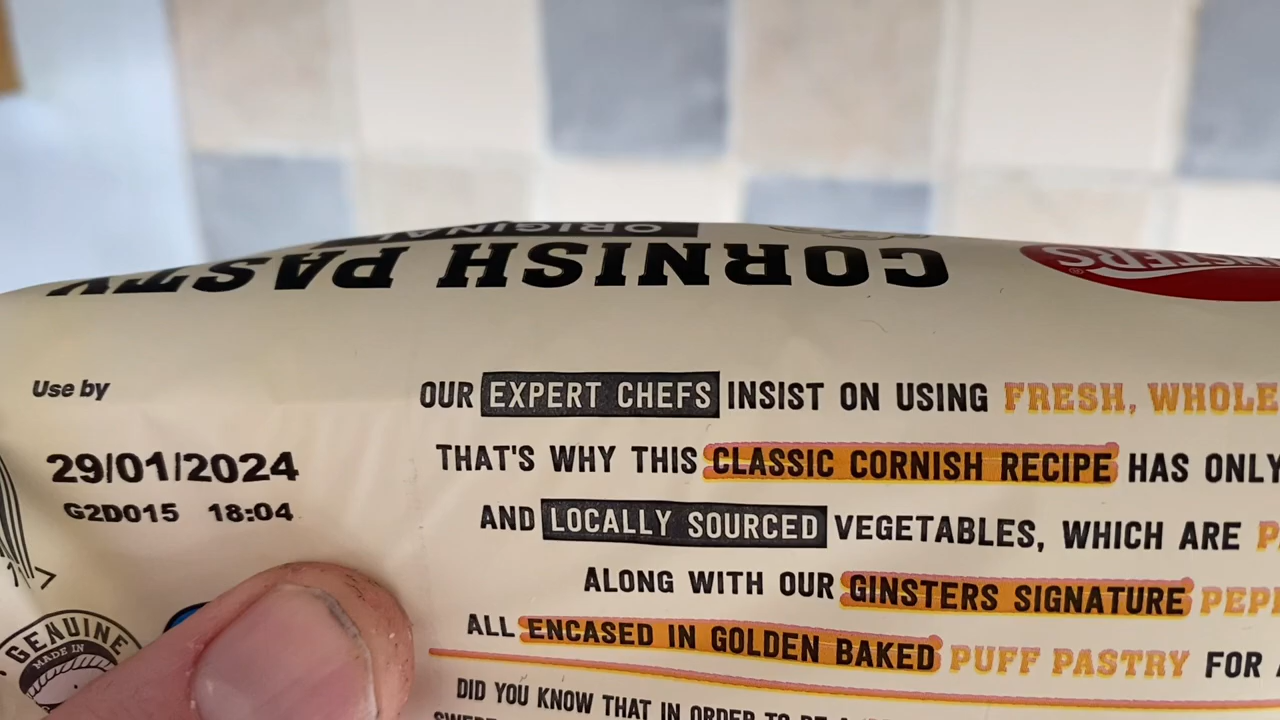 ORIGINAL
CORNISH PASTY
Use by
29/01/2024
G2D015 18:04
OUR EXPERT CHEFS INSIST ON USING FRESH, WHOLE
THAT'S WHY THIS CLASSIC CORNISH RECIPE HAS ONLY
AND LOCALLY SOURCED VEGETABLES, WHICH ARE
ALONG WITH OUR GINSTERS SIGNATURE
ALL ENCASED IN GOLDEN BAKED PUFF PASTRY FOR
DID YOU KNOW THAT IN ORDER TO BE A
GENUINE
MADE IN